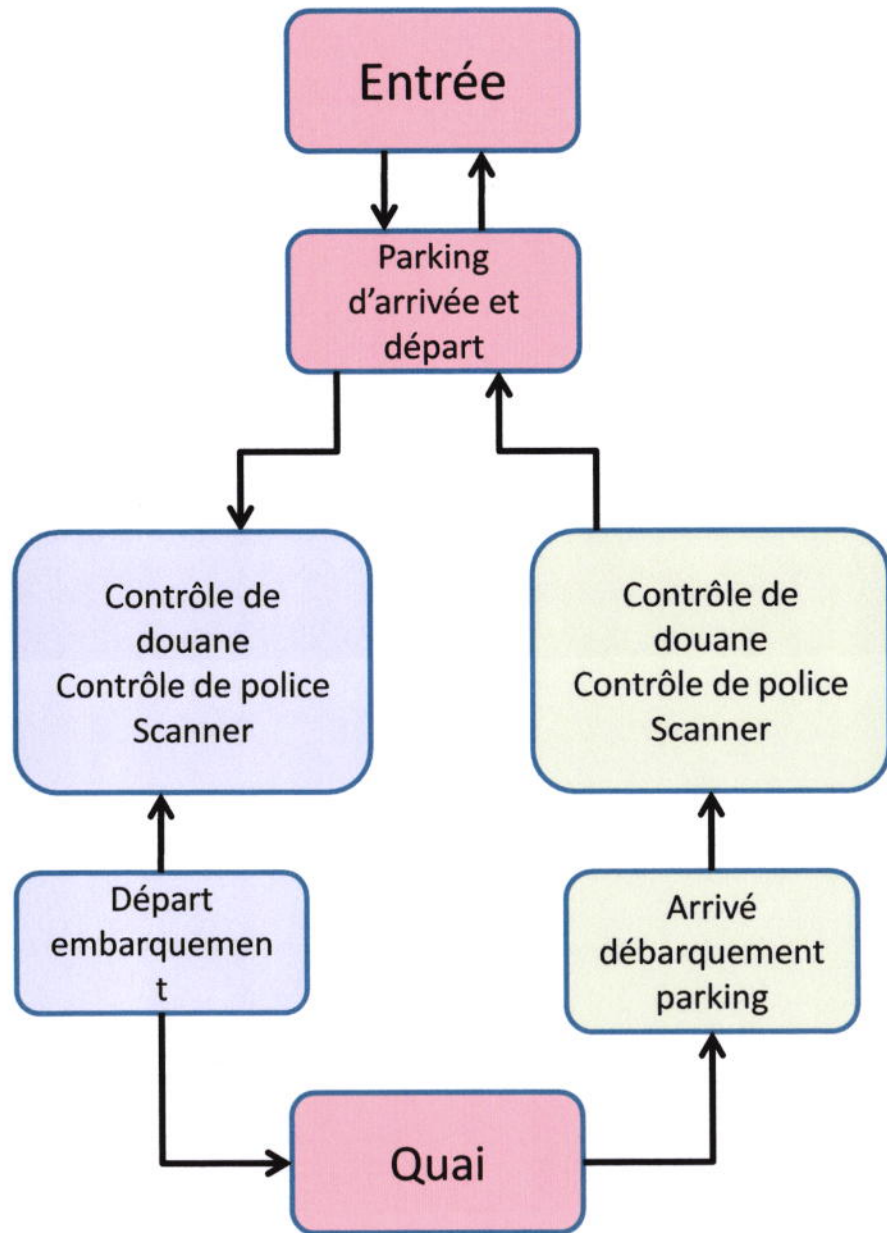 Entrée
Parking
d'arrivée et
départ
Contrôle de
douane
Contrôle de police
Scanner
Contrôle de
douane
Contrôle de police
Scanner
Départ
embarquemen
t
Arrivé
débarquement
parking
Quai